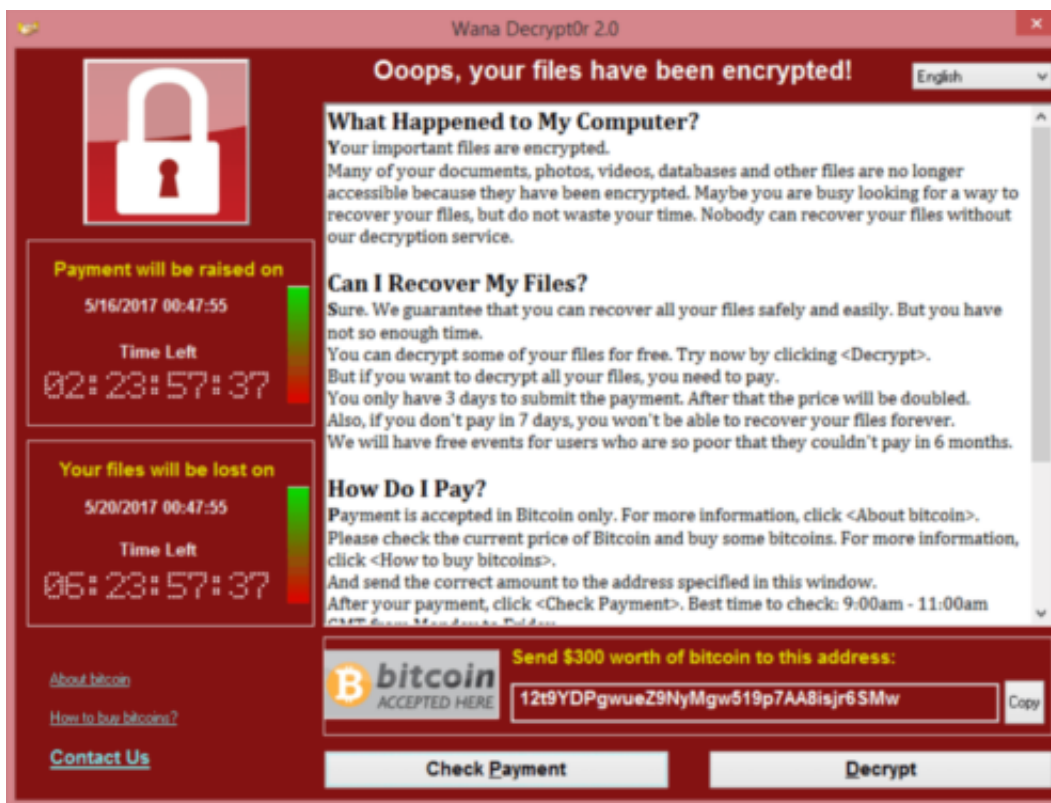 Wana Decrypt0r 2.0
Ooops, your files have been encrypted!
English
What Happened to My Computer?
Your important files are encrypted.
Many of your documents, photos, videos, databases and other files are no longer
accessible because they have been encrypted. Maybe you are busy looking for a way to
recover your files, but do not waste your time. Nobody can recover your files without
our decryption service.
Can I Recover My Files?
Sure. We guarantee that you can recover all your files safely and easily. But you have
not so enough time.
You can decrypt some of your files for free. Try now by clicking <Decrypt>.
But if you want to decrypt all your files, you need to pay.
You only have 3 days to submit the payment. After that the price will be doubled.
Also, if you don't pay in 7 days, you won't be able to recover your files forever.
We will have free events for users who are so poor that they couldn't pay in 6 months.
How Do I Pay?
Payment is accepted in Bitcoin only. For more information, click <About bitcoin>.
Please check the current price of Bitcoin and buy some bitcoins. For more information,
click <How to buy bitcoins>.
And send the correct amount to the address specified in this window.
After your payment, click <Check Payment>. Best time to check: 9:00am - 11:00am
GMT from Monday to Friday
Payment will be raised on
5/16/2017 00:47:55
Time Left
02:23:57:37
Your files will be lost on
5/20/2017 00:47:55
Time Left
06:23:57:37
About bitcoin
How to buy bitcoins?
Contact Us
bitcoin
ACCEPTED HERE
Send $300 worth of bitcoin to this address:
12t9YDPgwueZ9NyMgw519p7AA8isjr6SMw
Copy
Check Payment
Decrypt